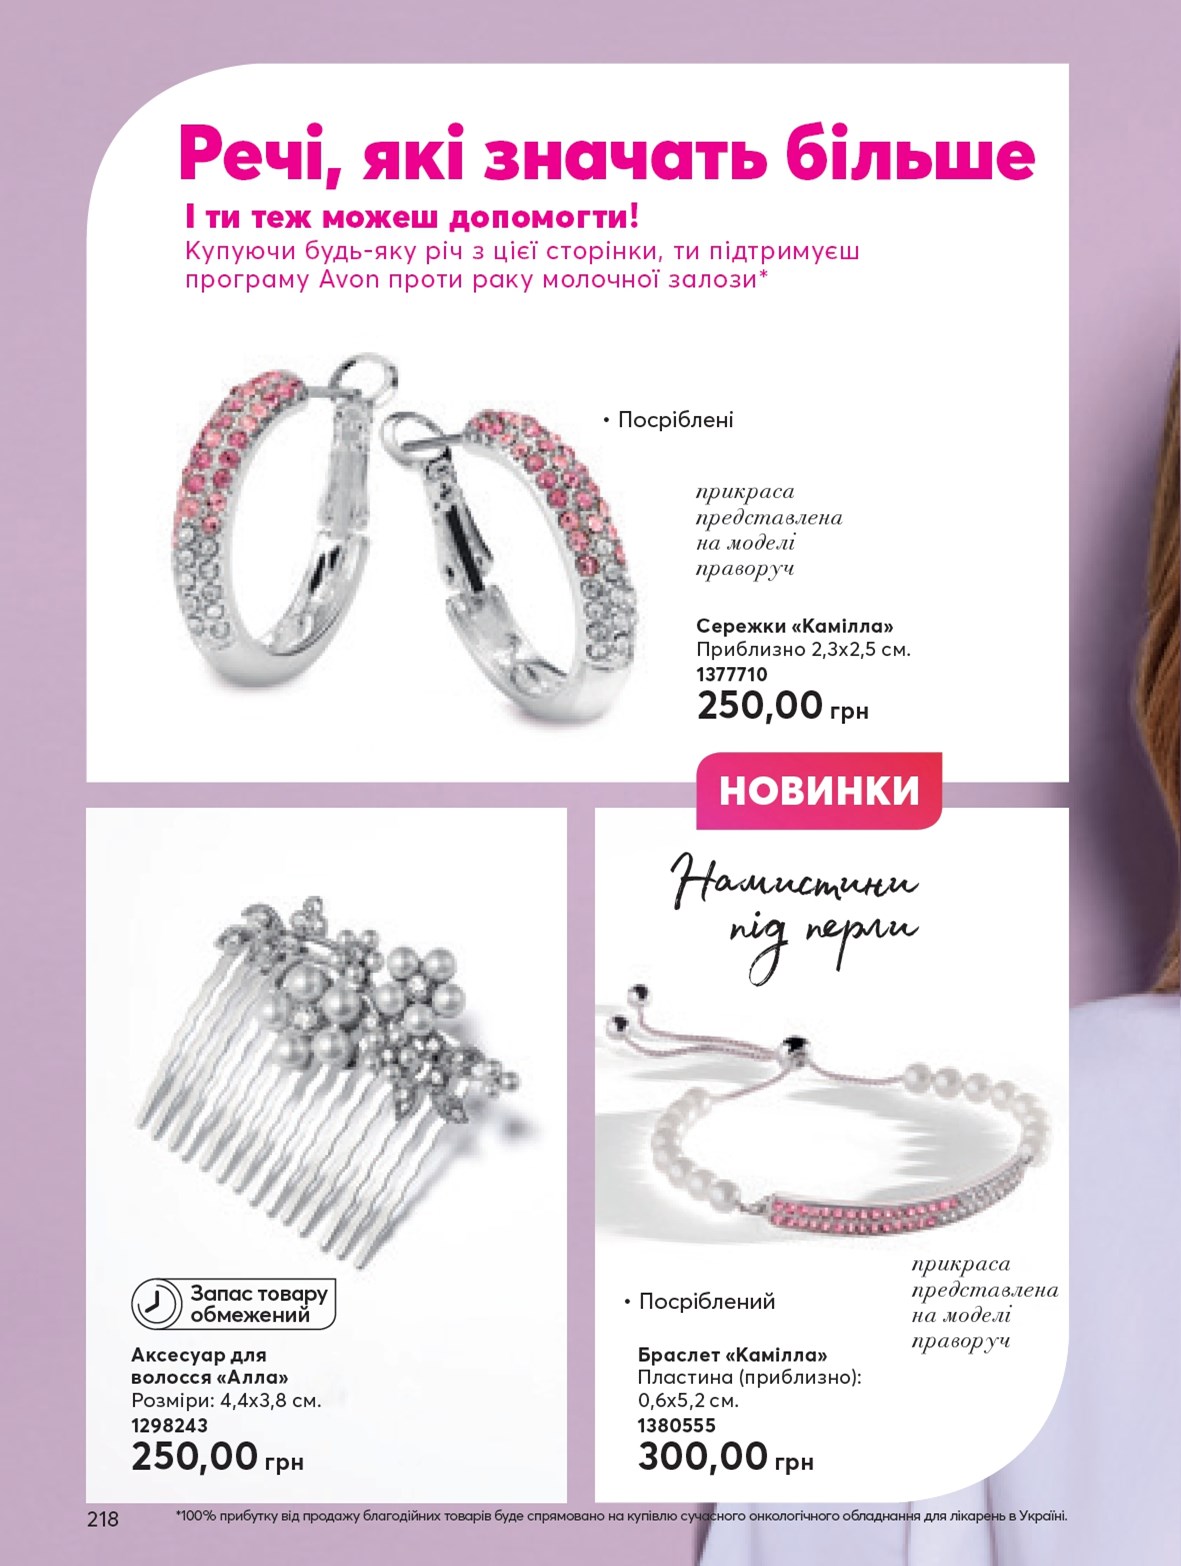 Речі, які значать більше
І ти теж можеш допомогти!
Купуючи будь-яку річ з цієї сторінки, ти підтримуєш
програму Avon проти раку молочної залози*
• Посріблені
прикраса
представлена
на моделі
праворуч
Сережки «Камілла»
Приблизно 2,3х2,5 см.
1377710
250,00 грн
НОВИНКИ
Намистини
під перли
Запас товару
обмежений
Аксесуар для
волосся «Алла»
Розміри: 4,4х3,8 см.
1298243
250,00 грн
прикраса
представлена
на моделі
праворуч
• Посріблений
Браслет «Камілла»
Пластина (приблизно):
0,6х5,2 см.
1380555
300,00 грн
218
*100% прибутку від продажу благодійних товарів буде спрямовано на купівлю сучасного онкологічного обладнання для лікарень в Україні.